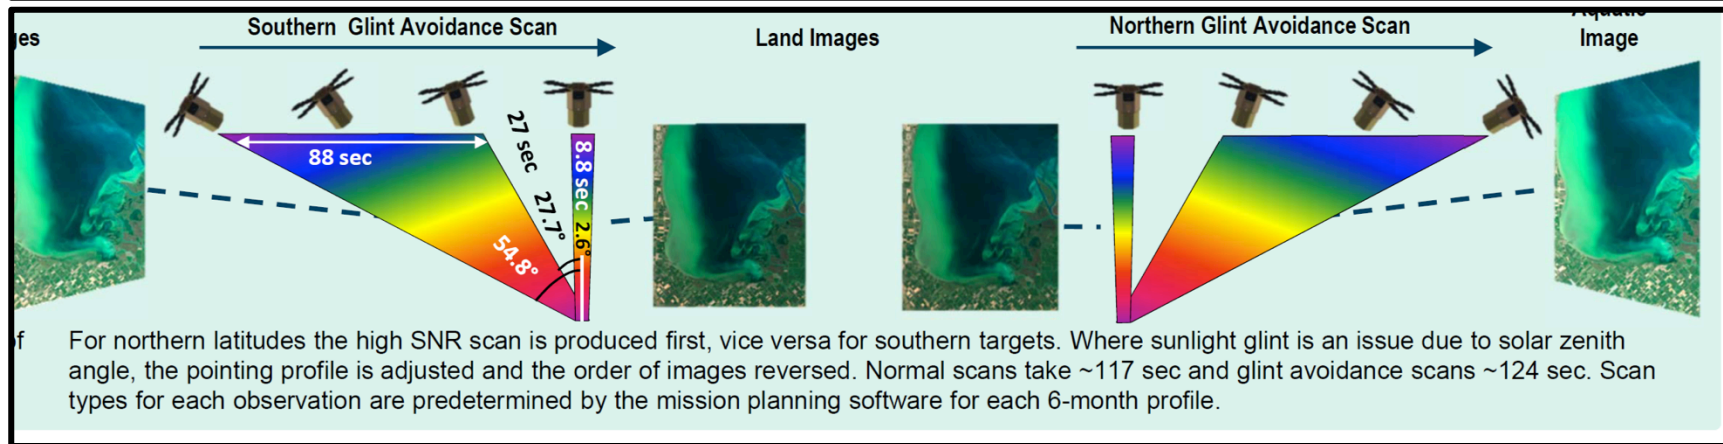 ges
Southern Glint Avoidance Scan
Land Images
Northern Glint Avoidance Scan
Image
88 sec
27 sec
8.8 sec
27.7°
2.6°
54.8°
of
For northern latitudes the high SNR scan is produced first, vice versa for southern targets. Where sunlight glint is an issue due to solar zenith
angle, the pointing profile is adjusted and the order of images reversed. Normal scans take ~117 sec and glint avoidance scans ~124 sec. Scan
types for each observation are predetermined by the mission planning software for each 6-month profile.